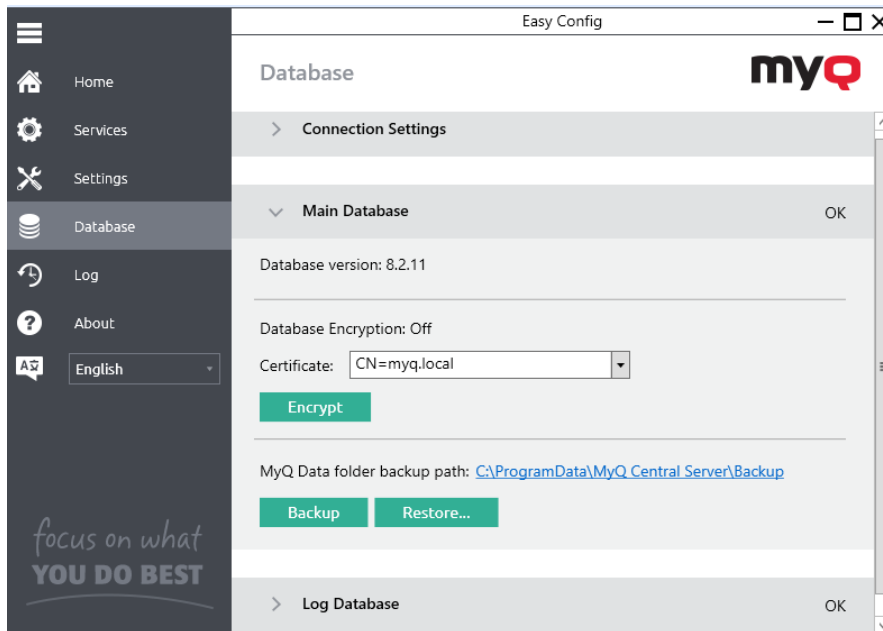 Easy Config
Home
Services
Settings
Database
Log
About
English
focus on what
YOU DO BEST
Database
myQ
Connection Settings
Main Database OK
Database version: 8.2.11
Database Encryption: Off
Certificate: CN=myq.local
Encrypt
MyQ Data folder backup path: C:\ProgramData\MyQ Central Server\Backup
Backup Restore...
Log Database OK